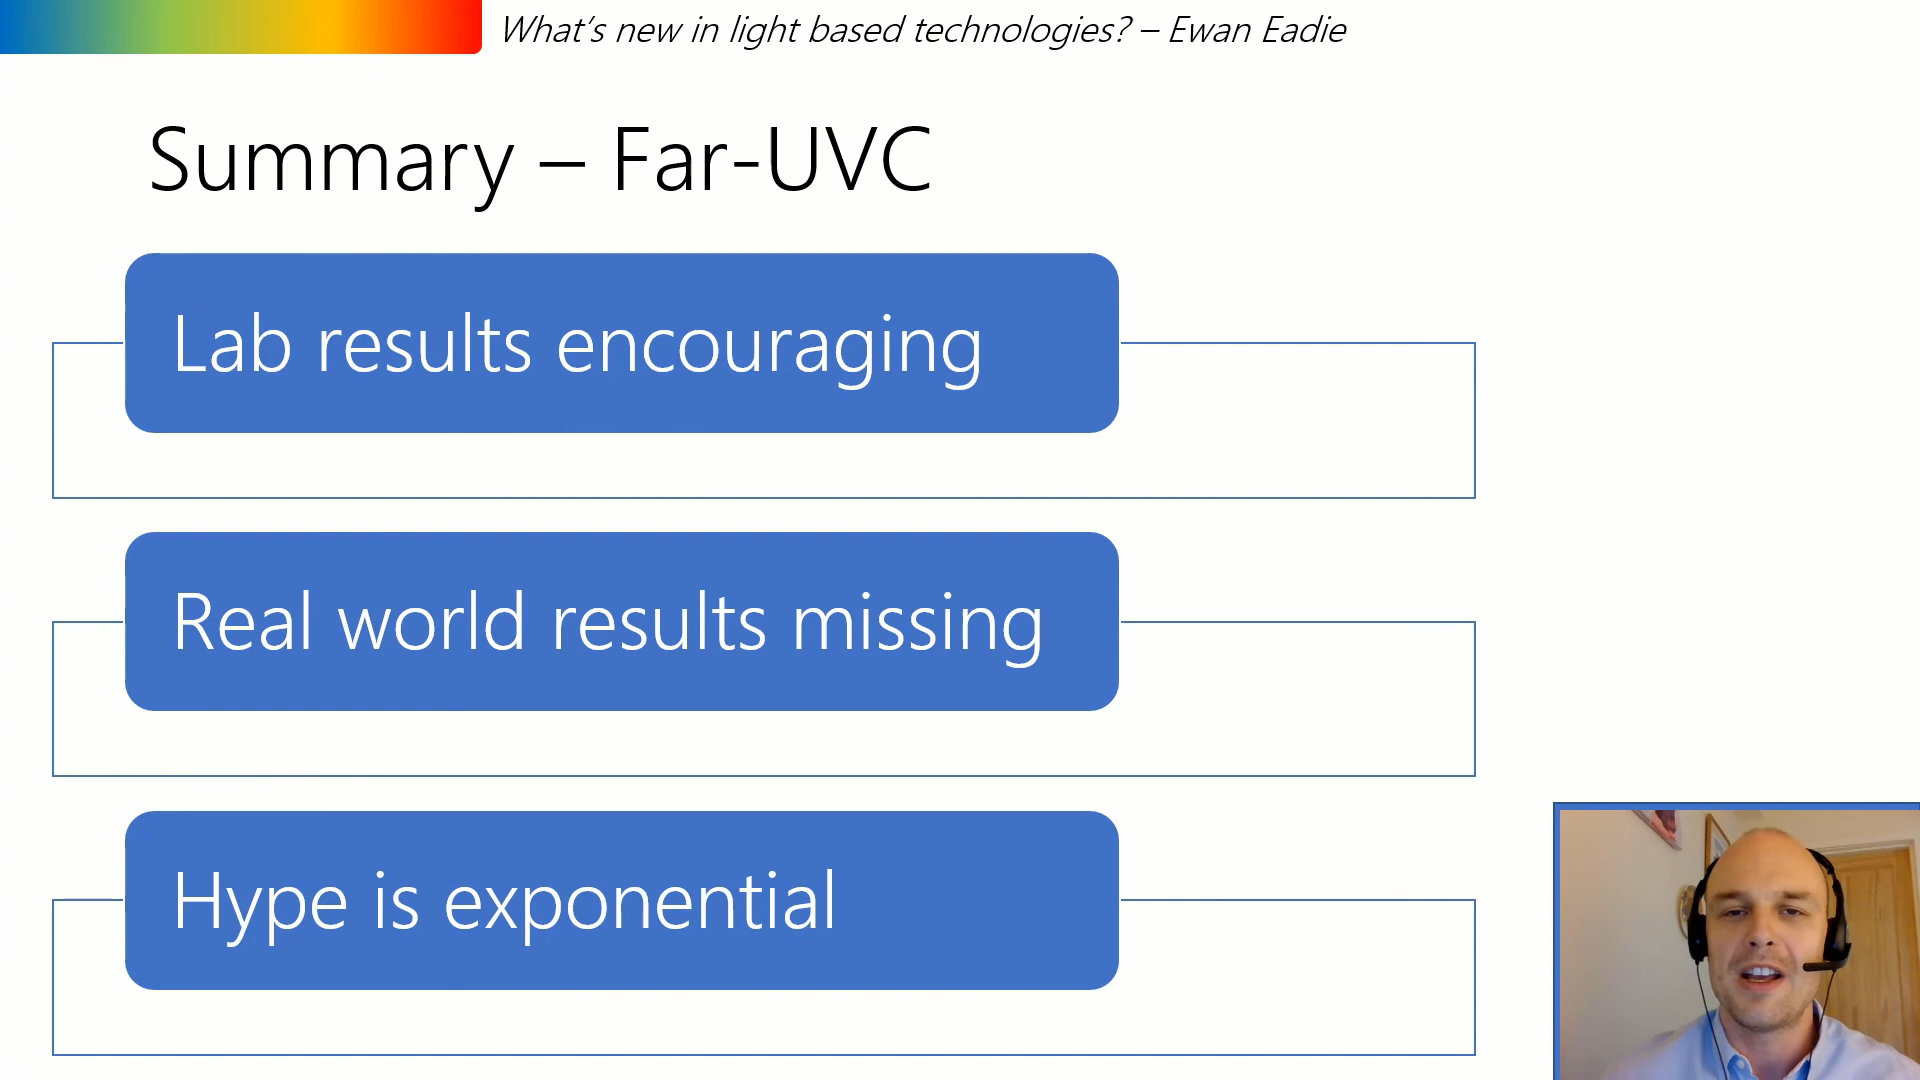 What's new in light based technologies? – Ewan Eadie
Summary – Far-UVC
Lab results encouraging
Real world results missing
Hype is exponential